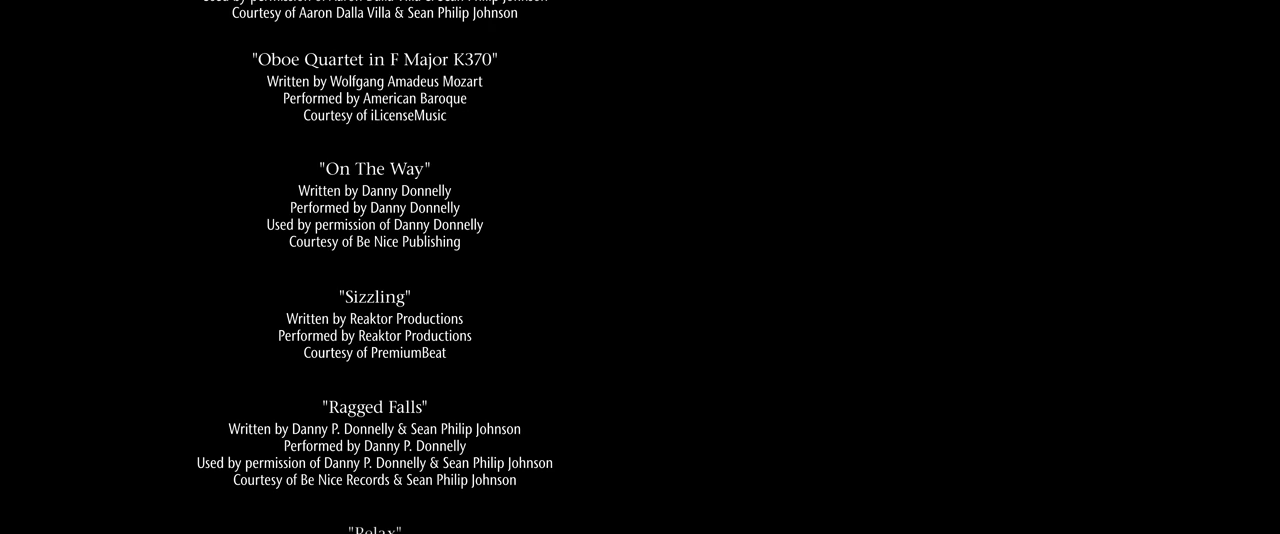 Courtesy of Aaron Dalla Villa & Sean Philip Johnson
"Oboe Quartet in F Major K370"
Written by Wolfgang Amadeus Mozart
Performed by American Baroque
Courtesy of iLicenseMusic
"On The Way"
Written by Danny Donnelly
Performed by Danny Donnelly
Used by permission of Danny Donnelly
Courtesy of Be Nice Publishing
"Sizzling"
Written by Reaktor Productions
Performed by Reaktor Productions
Courtesy of PremiumBeat
"Ragged Falls"
Written by Danny P. Donnelly & Sean Philip Johnson
Performed by Danny P. Donnelly
Used by permission of Danny P. Donnelly & Sean Philip Johnson
Courtesy of Be Nice Records & Sean Philip Johnson
"Relax"